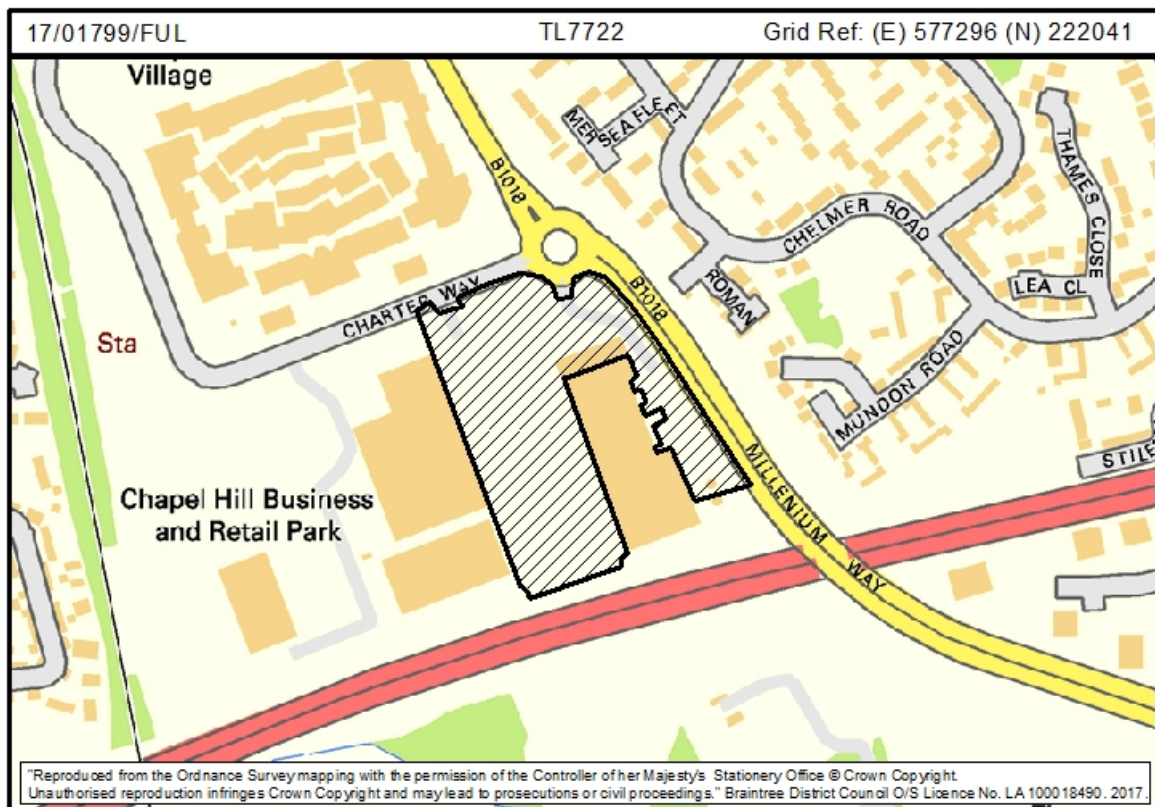 17/01799/FUL
TL7722
Grid Ref: (E) 577296 (N) 222041
Village
B1018
MER
SEA FLEET
THAMES CLOSE
CHELMER ROAD
LEA CL
ROMAN
B1018
CHARTER WAY
Sta
MUNDON ROAD
Chapel Hill Business
and Retail Park
MILLENIUM WAY
"Reproduced from the Ordnance Survey mapping with the permission of the Controller of her Majesty's Stationery Office © Crown Copyright.
Unauthorised reproduction infringes Crown Copyright and may lead to prosecutions or civil proceedings." Braintree District Council O/S Licence No. LA 100018490. 2017.